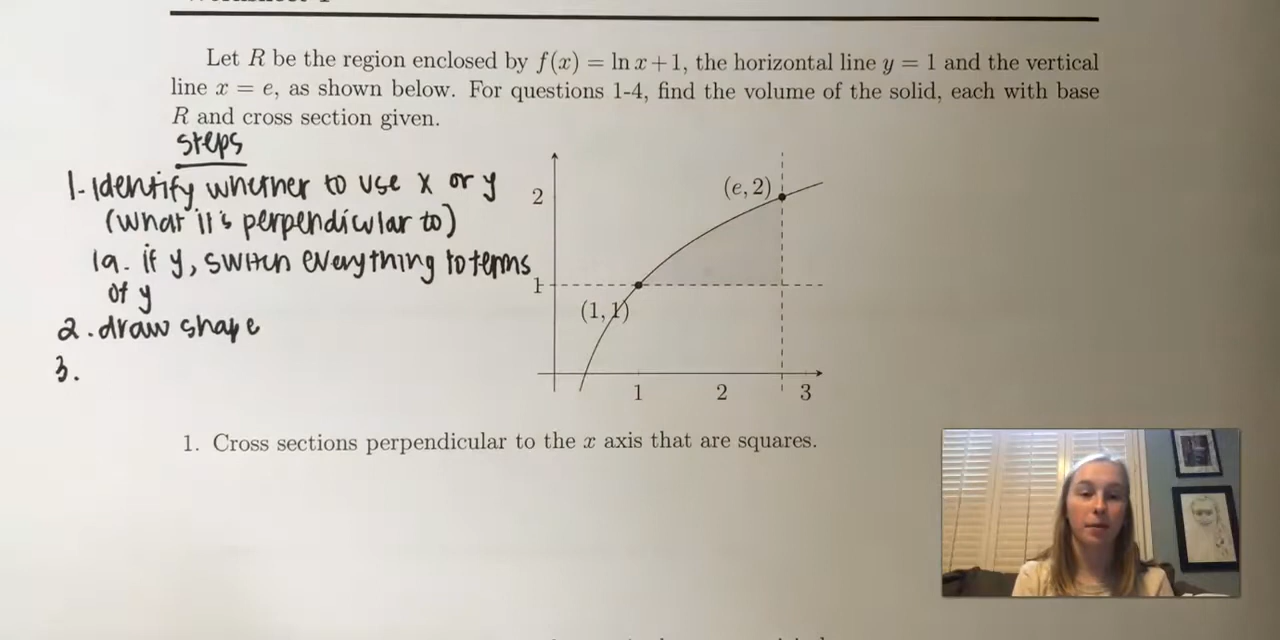 Let R be the region enclosed by f(x) = ln x + 1, the horizontal line y = 1 and the vertical
line x = e, as shown below. For questions 1-4, find the volume of the solid, each with base
R and cross section given.
steps
1. Identify whether to use x or y
(what it's perpendicular to)
1a. if y, switch everything to terms
of y
2. draw shape
3.
2
(e, 2)
1
(1, 1)
1 2 3
1. Cross sections perpendicular to the x axis that are squares.